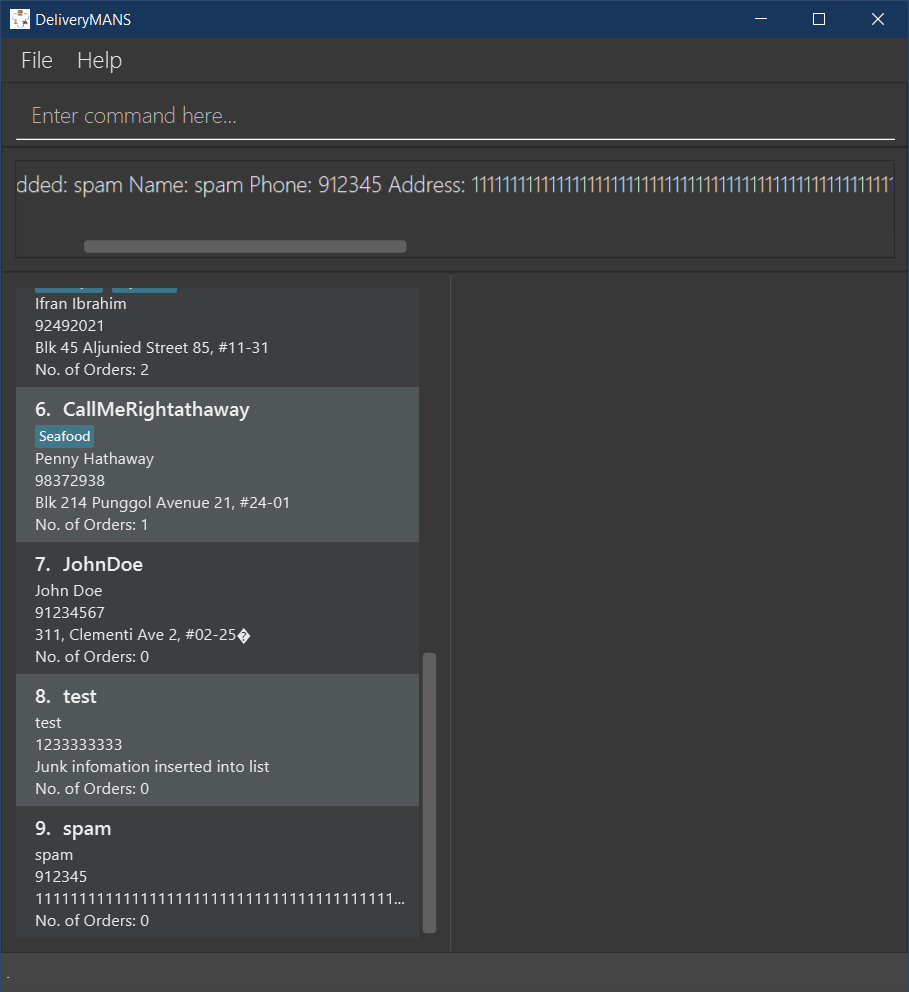 DeliveryMANS
File Help
Enter command here...
dded: spam Name: spam Phone: 912345 Address:
Ifran Ibrahim
92492021
Blk 45 Aljunied Street 85, #11-31
No. of Orders: 2
6. CallMeRightathaway
Seafood
Penny Hathaway
98372938
Blk 214 Punggol Avenue 21, #24-01
No. of Orders: 1
7. JohnDoe
John Doe
91234567
311, Clementi Ave 2, #02-25�
No. of Orders: 0
8. test
test
1233333333
Junk infomation inserted into list
No. of Orders: 0
9. spam
spam
912345
No. of Orders: 0
.